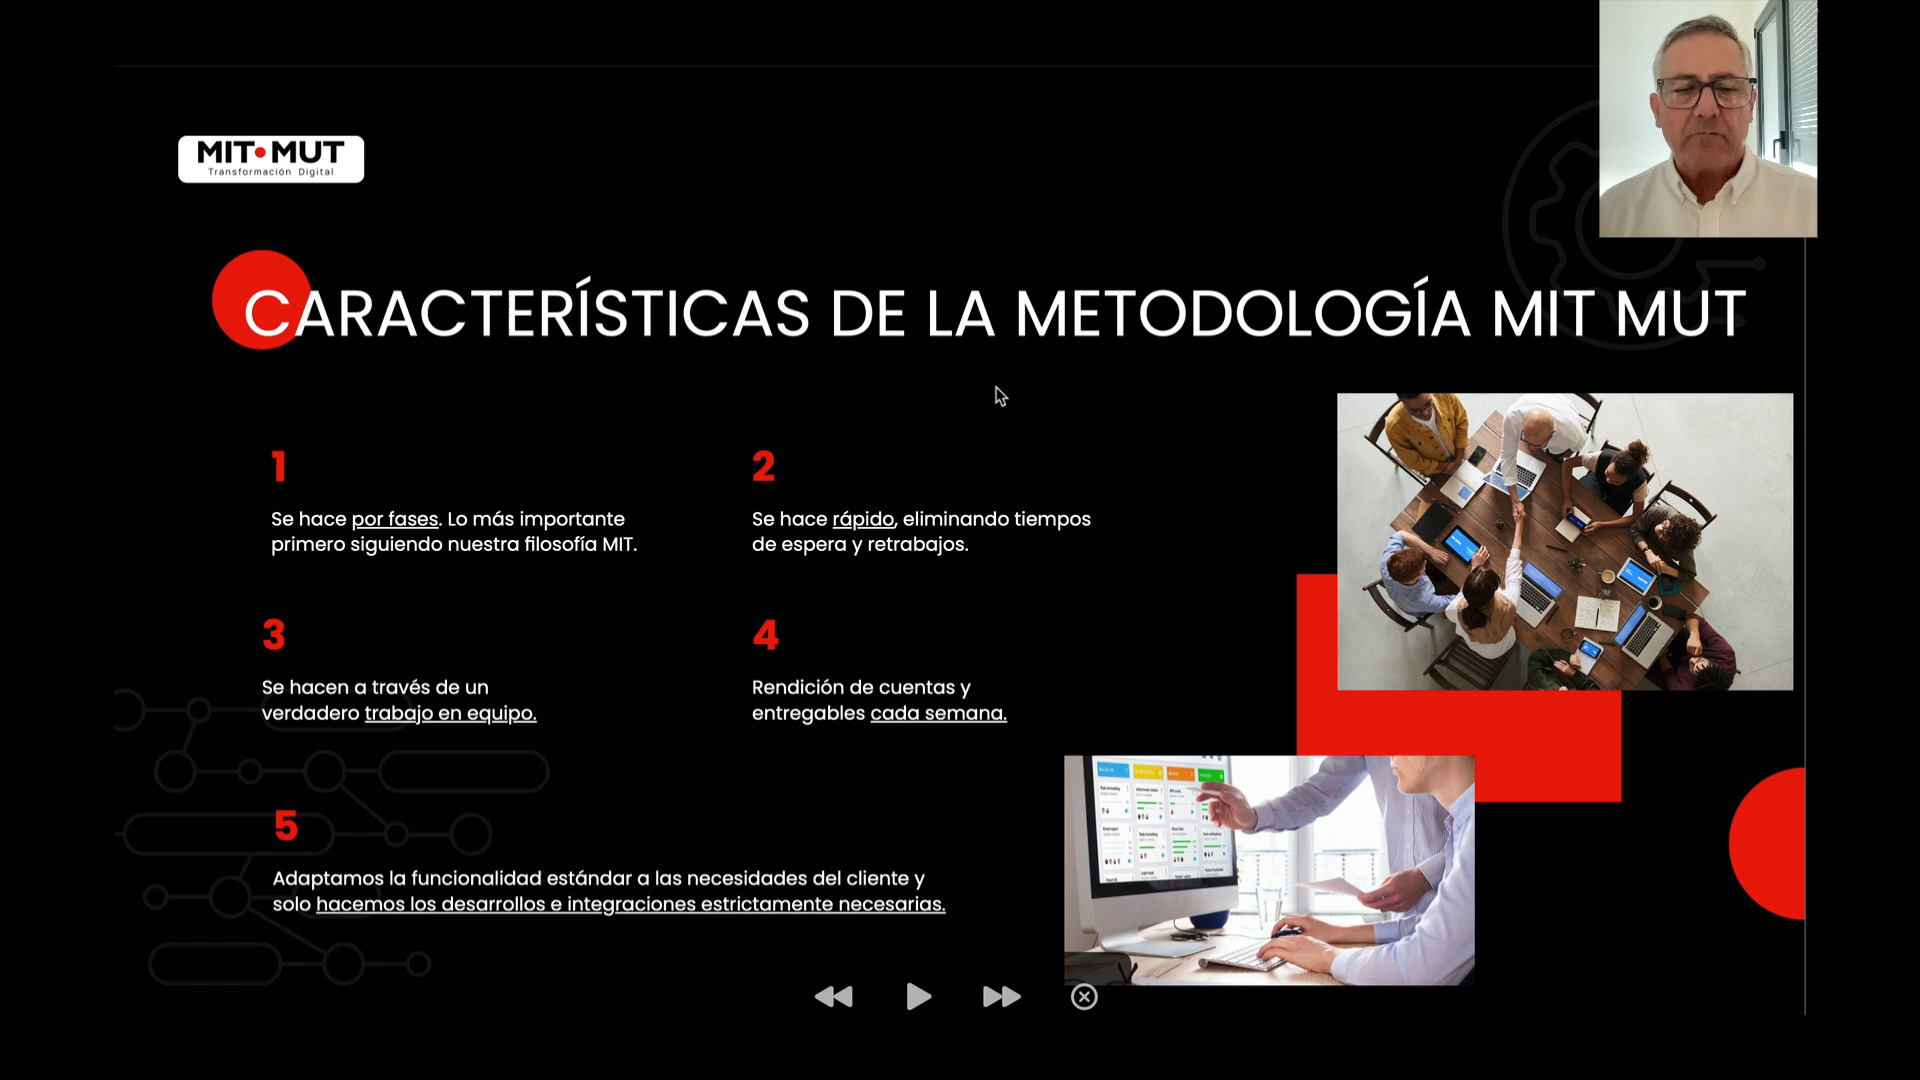 MIT•MUT
Transformación Digital
CARACTERÍSTICAS DE LA METODOLOGÍA MIT MUT
1
Se hace por fases. Lo más importante
primero siguiendo nuestra filosofía MIT.
2
Se hace rápido, eliminando tiempos
de espera y retrabajos.
3
Se hacen a través de un
verdadero trabajo en equipo.
4
Rendición de cuentas y
entregables cada semana.
5
Adaptamos la funcionalidad estándar a las necesidades del cliente y
solo hacemos los desarrollos e integraciones estrictamente necesarias.